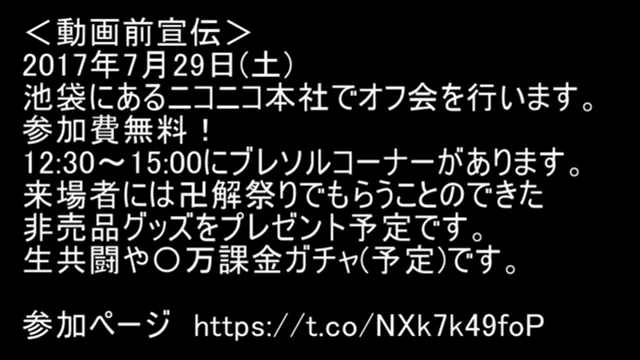 ＜動画前宣伝＞
2017年7月29日(土)
池袋にあるニコニコ本社でオフ会を行います。
参加費無料！
12:30～15:00にブレソルコーナーがあります。
来場者には卍解祭りでもらうことのできた
非売品グッズをプレゼント予定です。
生共闘や〇万課金ガチャ(予定)です。
参加ページ　https://t.co/NXk7k49foP